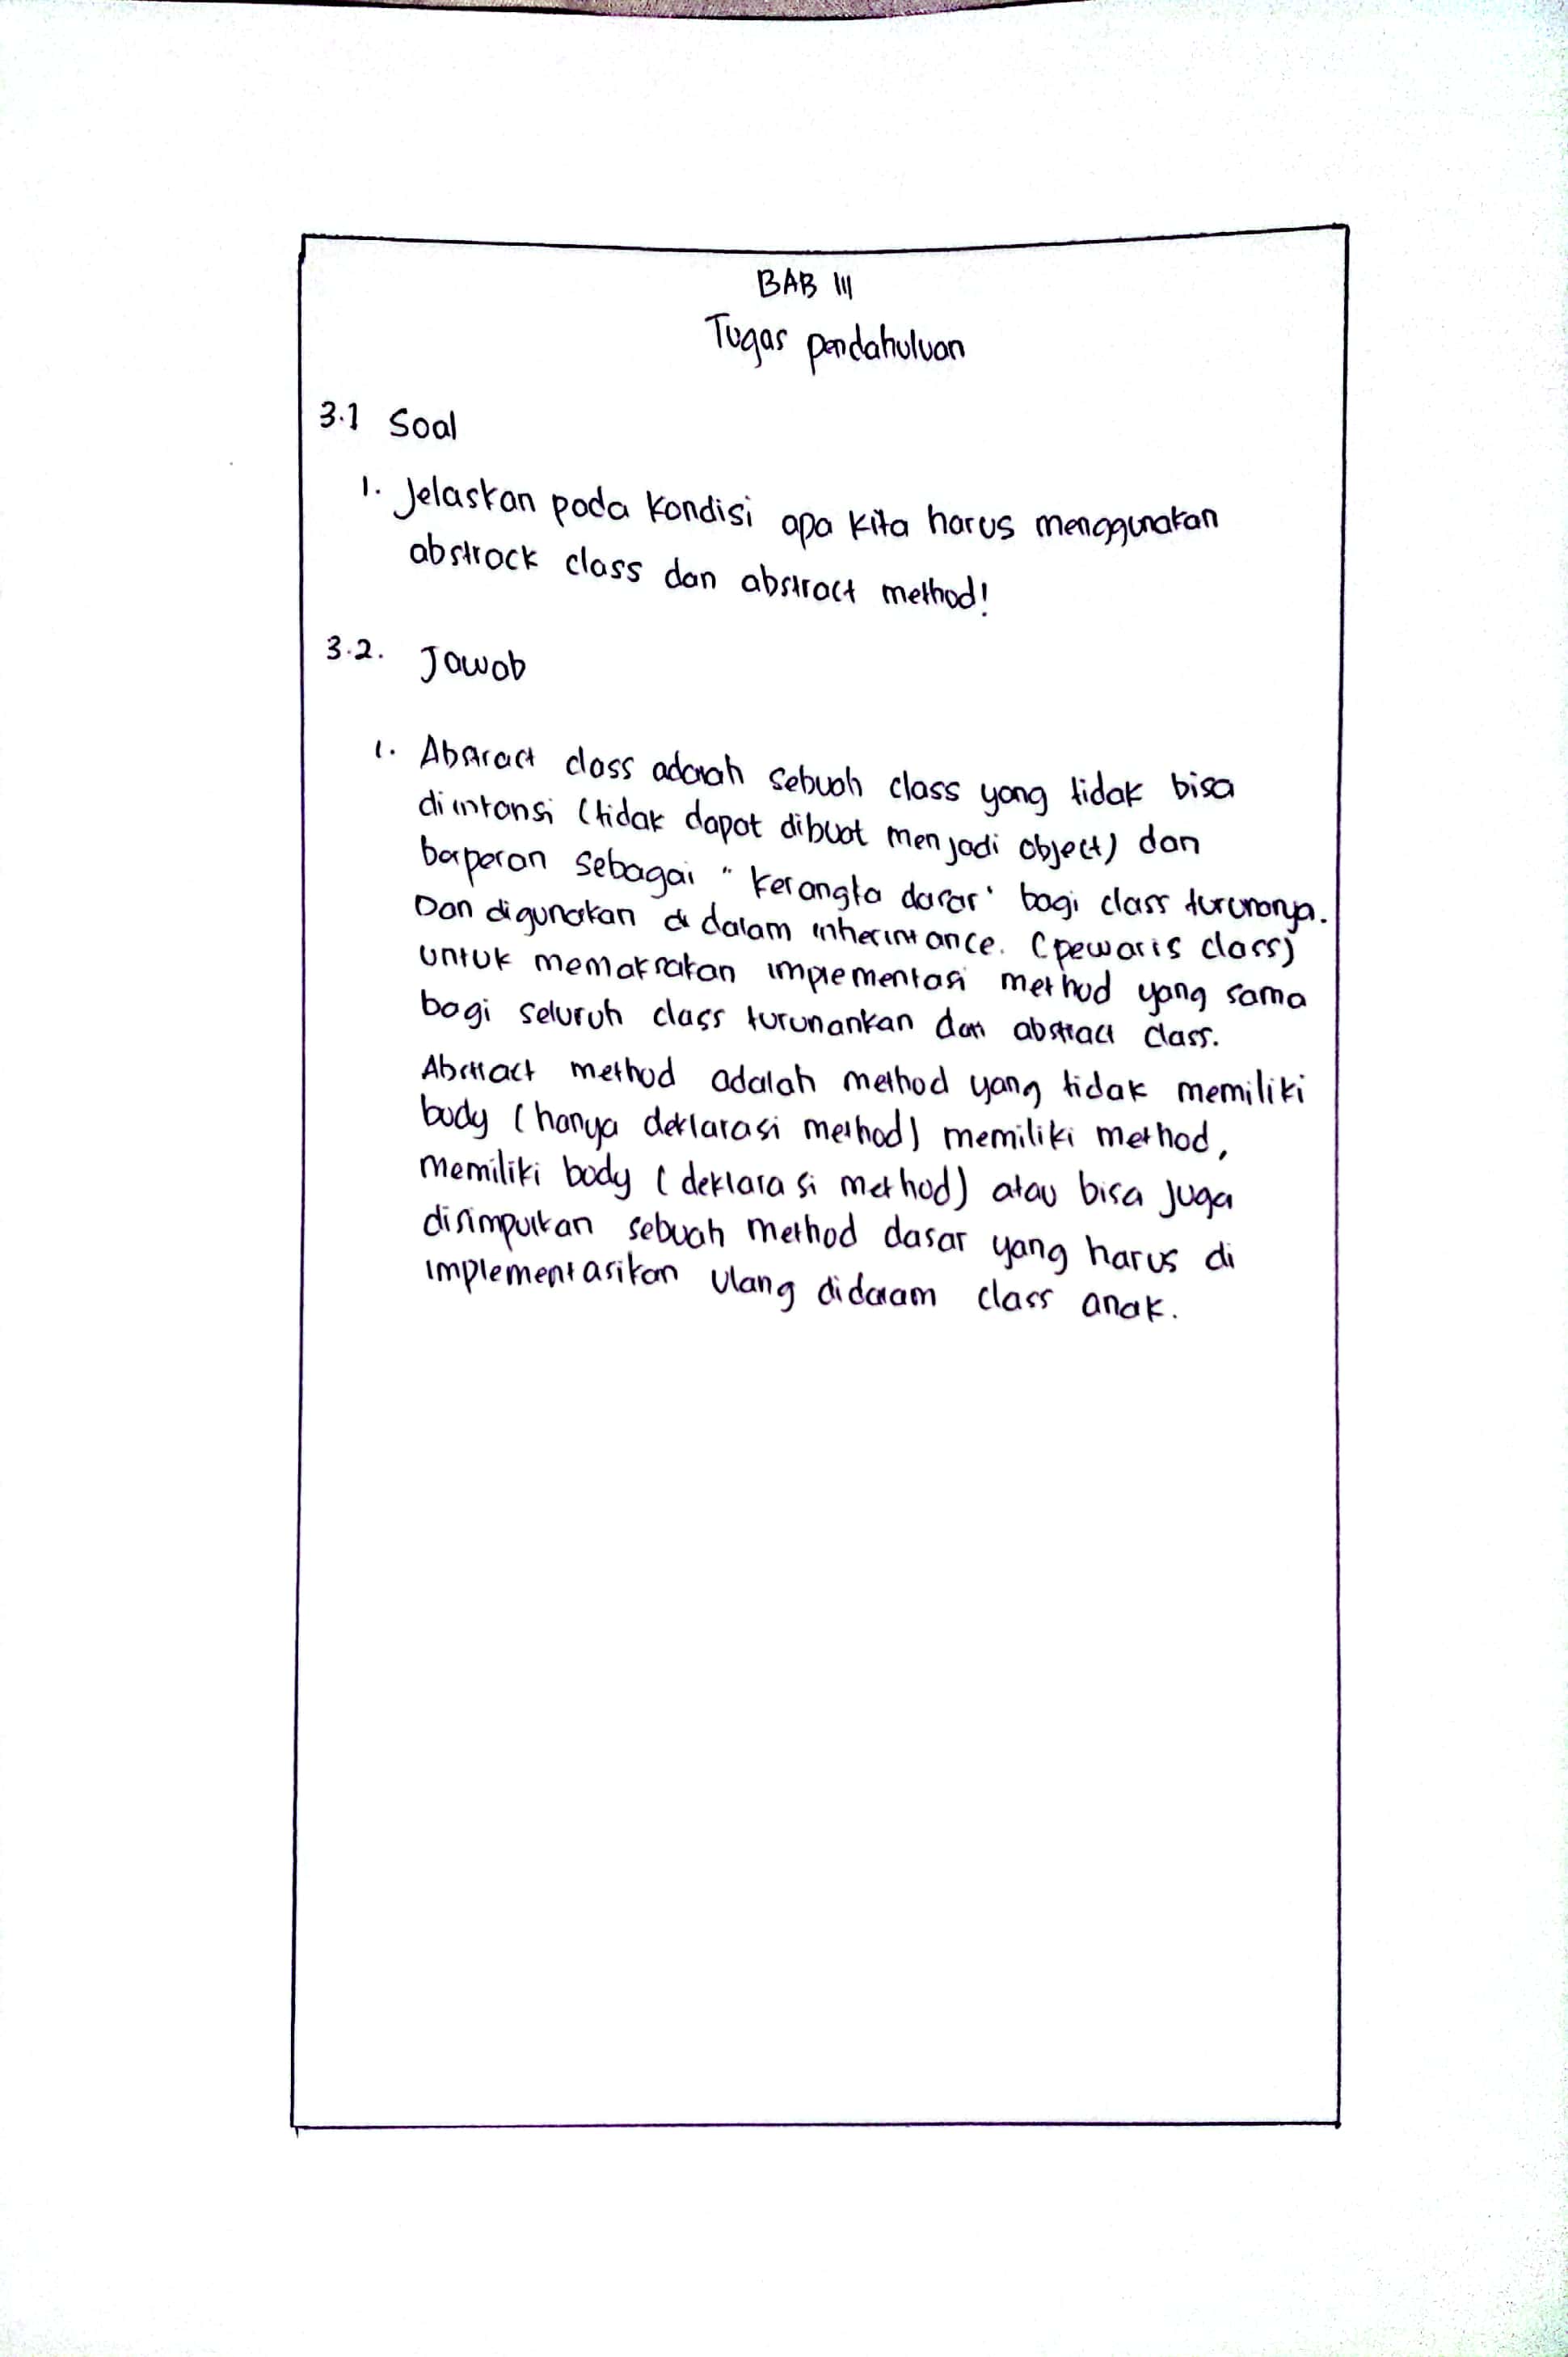 BAB III
Tugas pendahuluan
3.1 Soal
1. Jelaskan pada kondisi apa kita harus menggunakan
abstrack class dan abstract method!
3.2. Jawab
1. Abstract class adalah sebuah class yang tidak bisa
diintansi (tidak dapat dibuat menjadi object) dan
berperan sebagai "kerangka dasar" bagi class turunanya.
Dan digunakan di dalam inherintance. (pewaris class)
untuk memaksakan implementasi method yang sama
bagi seluruh class turunankan dari abstract class.
Abstract method adalah method yang tidak memiliki
body (hanya deklarasi method) memiliki method,
memiliki body (deklarasi method) atau bisa juga
disimpulkan sebuah method dasar yang harus di
implementasikan ulang didalam class anak.